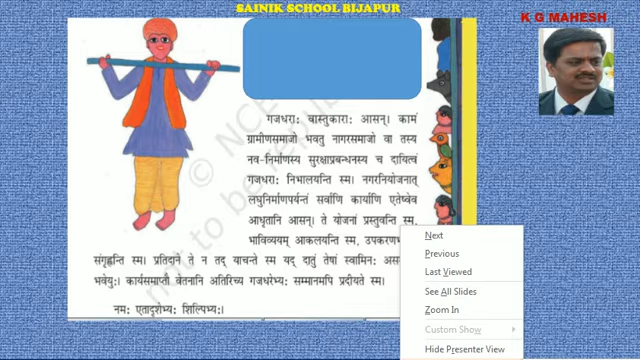 SAINIK SCHOOL BIJAPUR
K G MAHESH
गजधरा: वास्तुकारा: आसन्। कामं
ग्रामीणसमाजो भवतु नागरसमाजो वा तस्य
नव-निर्माणस्य सुरक्षाप्रबन्धनस्य च दायित्वं
गजधरा: निभालयन्ति स्म। नगरनियोजनात्
लघुनिर्माणपर्यन्तं सर्वाणि कार्याणि एतेष्वेव
आधृतानि आसन्। ते योजनां प्रस्तुवन्ति स्म,
भाविव्ययम् आकलयन्ति स्म,
संगृह्णन्ति स्म। प्रतिदाने ते न तद् याचन्ते स्म यद् दातुं तेषां स्वामिन:
भवेयु:। कार्यसमाप्तौ वेतनानि अतिरिच्य गजधरेभ्य: सम्मानमपि प्रदीयते स्म।
नम: एतादृशेभ्य: शिल्पिभ्य:।
Next
Previous
Last Viewed
See All Slides
Zoom In
Custom Show
Hide Presenter View